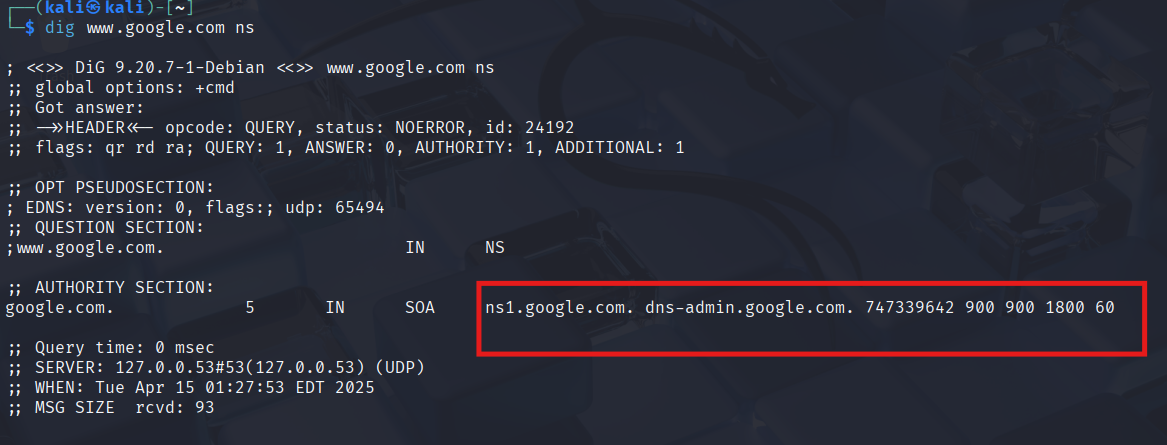 ┌──(kali㉿kali)-[~]
└─$ dig www.google.com ns
; <<>> DiG 9.20.7-1-Debian <<>> www.google.com ns
;; global options: +cmd
;; Got answer:
;; ->>HEADER<<- opcode: QUERY, status: NOERROR, id: 24192
;; flags: qr rd ra; QUERY: 1, ANSWER: 0, AUTHORITY: 1, ADDITIONAL: 1
;; OPT PSEUDOSECTION:
; EDNS: version: 0, flags:; udp: 65494
;; QUESTION SECTION:
;www.google.com. IN NS
;; AUTHORITY SECTION:
google.com. 5 IN SOA ns1.google.com. dns-admin.google.com. 747339642 900 900 1800 60
;; Query time: 0 msec
;; SERVER: 127.0.0.53#53(127.0.0.53) (UDP)
;; WHEN: Tue Apr 15 01:27:53 EDT 2025
;; MSG SIZE rcvd: 93